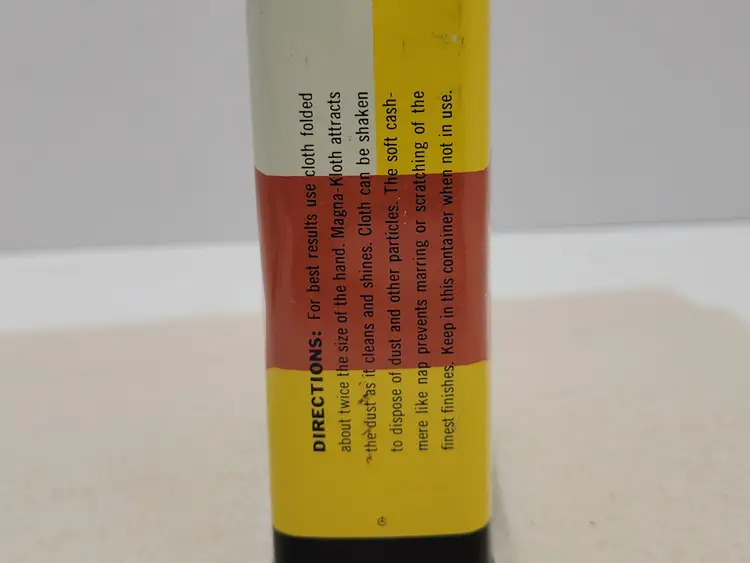 DIRECTIONS: For best results use cloth folded
about twice the size of the hand. Magna-Kloth attracts
the dust as it cleans and shines. Cloth can be shaken
to dispose of dust and other particles. The soft cash-
mere like nap prevents marring or scratching of the
finest finishes. Keep in this container when not in use.